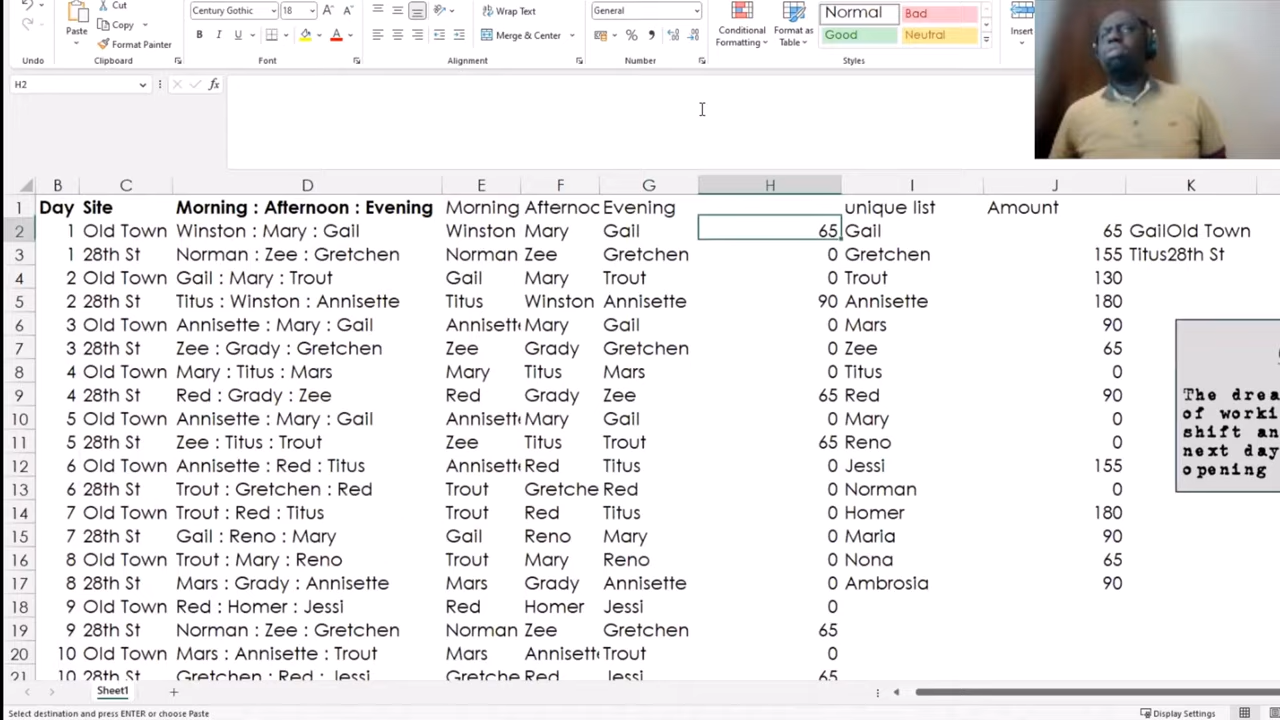 Cut
Copy
Paste
Format Painter
Undo
Clipboard
Century Gothic
18
B I U
Font
Wrap Text
Merge & Center
Alignment
General
Number
Conditional Formatting
Format as Table
Normal
Bad
Good
Neutral
Styles
Insert
H2
fx
B C D E F G H I J K
1 Day Site Morning : Afternoon : Evening Morning Afternoc Evening unique list Amount
2 1 Old Town Winston : Mary : Gail Winston Mary Gail 65 Gail 65 GailOld Town
3 1 28th St Norman : Zee : Gretchen Norman Zee Gretchen 0 Gretchen 155 Titus28th St
4 2 Old Town Gail : Mary : Trout Gail Mary Trout 0 Trout 130
5 2 28th St Titus : Winston : Annisette Titus Winston Annisette 90 Annisette 180
6 3 Old Town Annisette : Mary : Gail Annisett Mary Gail 0 Mars 90
7 3 28th St Zee : Grady : Gretchen Zee Grady Gretchen 0 Zee 65
8 4 Old Town Mary : Titus : Mars Mary Titus Mars 0 Titus 0
9 4 28th St Red : Grady : Zee Red Grady Zee 65 Red 90
10 5 Old Town Annisette : Mary : Gail Annisett Mary Gail 0 Mary 0
11 5 28th St Zee : Titus : Trout Zee Titus Trout 65 Reno 0
12 6 Old Town Annisette : Red : Titus Annisett Red Titus 0 Jessi 155
13 6 28th St Trout : Gretchen : Red Trout Gretche Red 0 Norman 0
14 7 Old Town Trout : Red : Titus Trout Red Titus 0 Homer 180
15 7 28th St Gail : Reno : Mary Gail Reno Mary 0 Maria 90
16 8 Old Town Trout : Mary : Reno Trout Mary Reno 0 Nona 65
17 8 28th St Mars : Grady : Annisette Mars Grady Annisette 0 Ambrosia 90
18 9 Old Town Red : Homer : Jessi Red Homer Jessi 0
19 9 28th St Norman : Zee : Gretchen Norman Zee Gretchen 65
20 10 Old Town Mars : Annisette : Trout Mars Annisett Trout 0
21 10 28th St Gretchen : Red : Jessi Gretche Red Jessi 65
The drea
of worki
shift an
next day
opening
Sheet1
Select destination and press ENTER or choose Paste
Display Settings